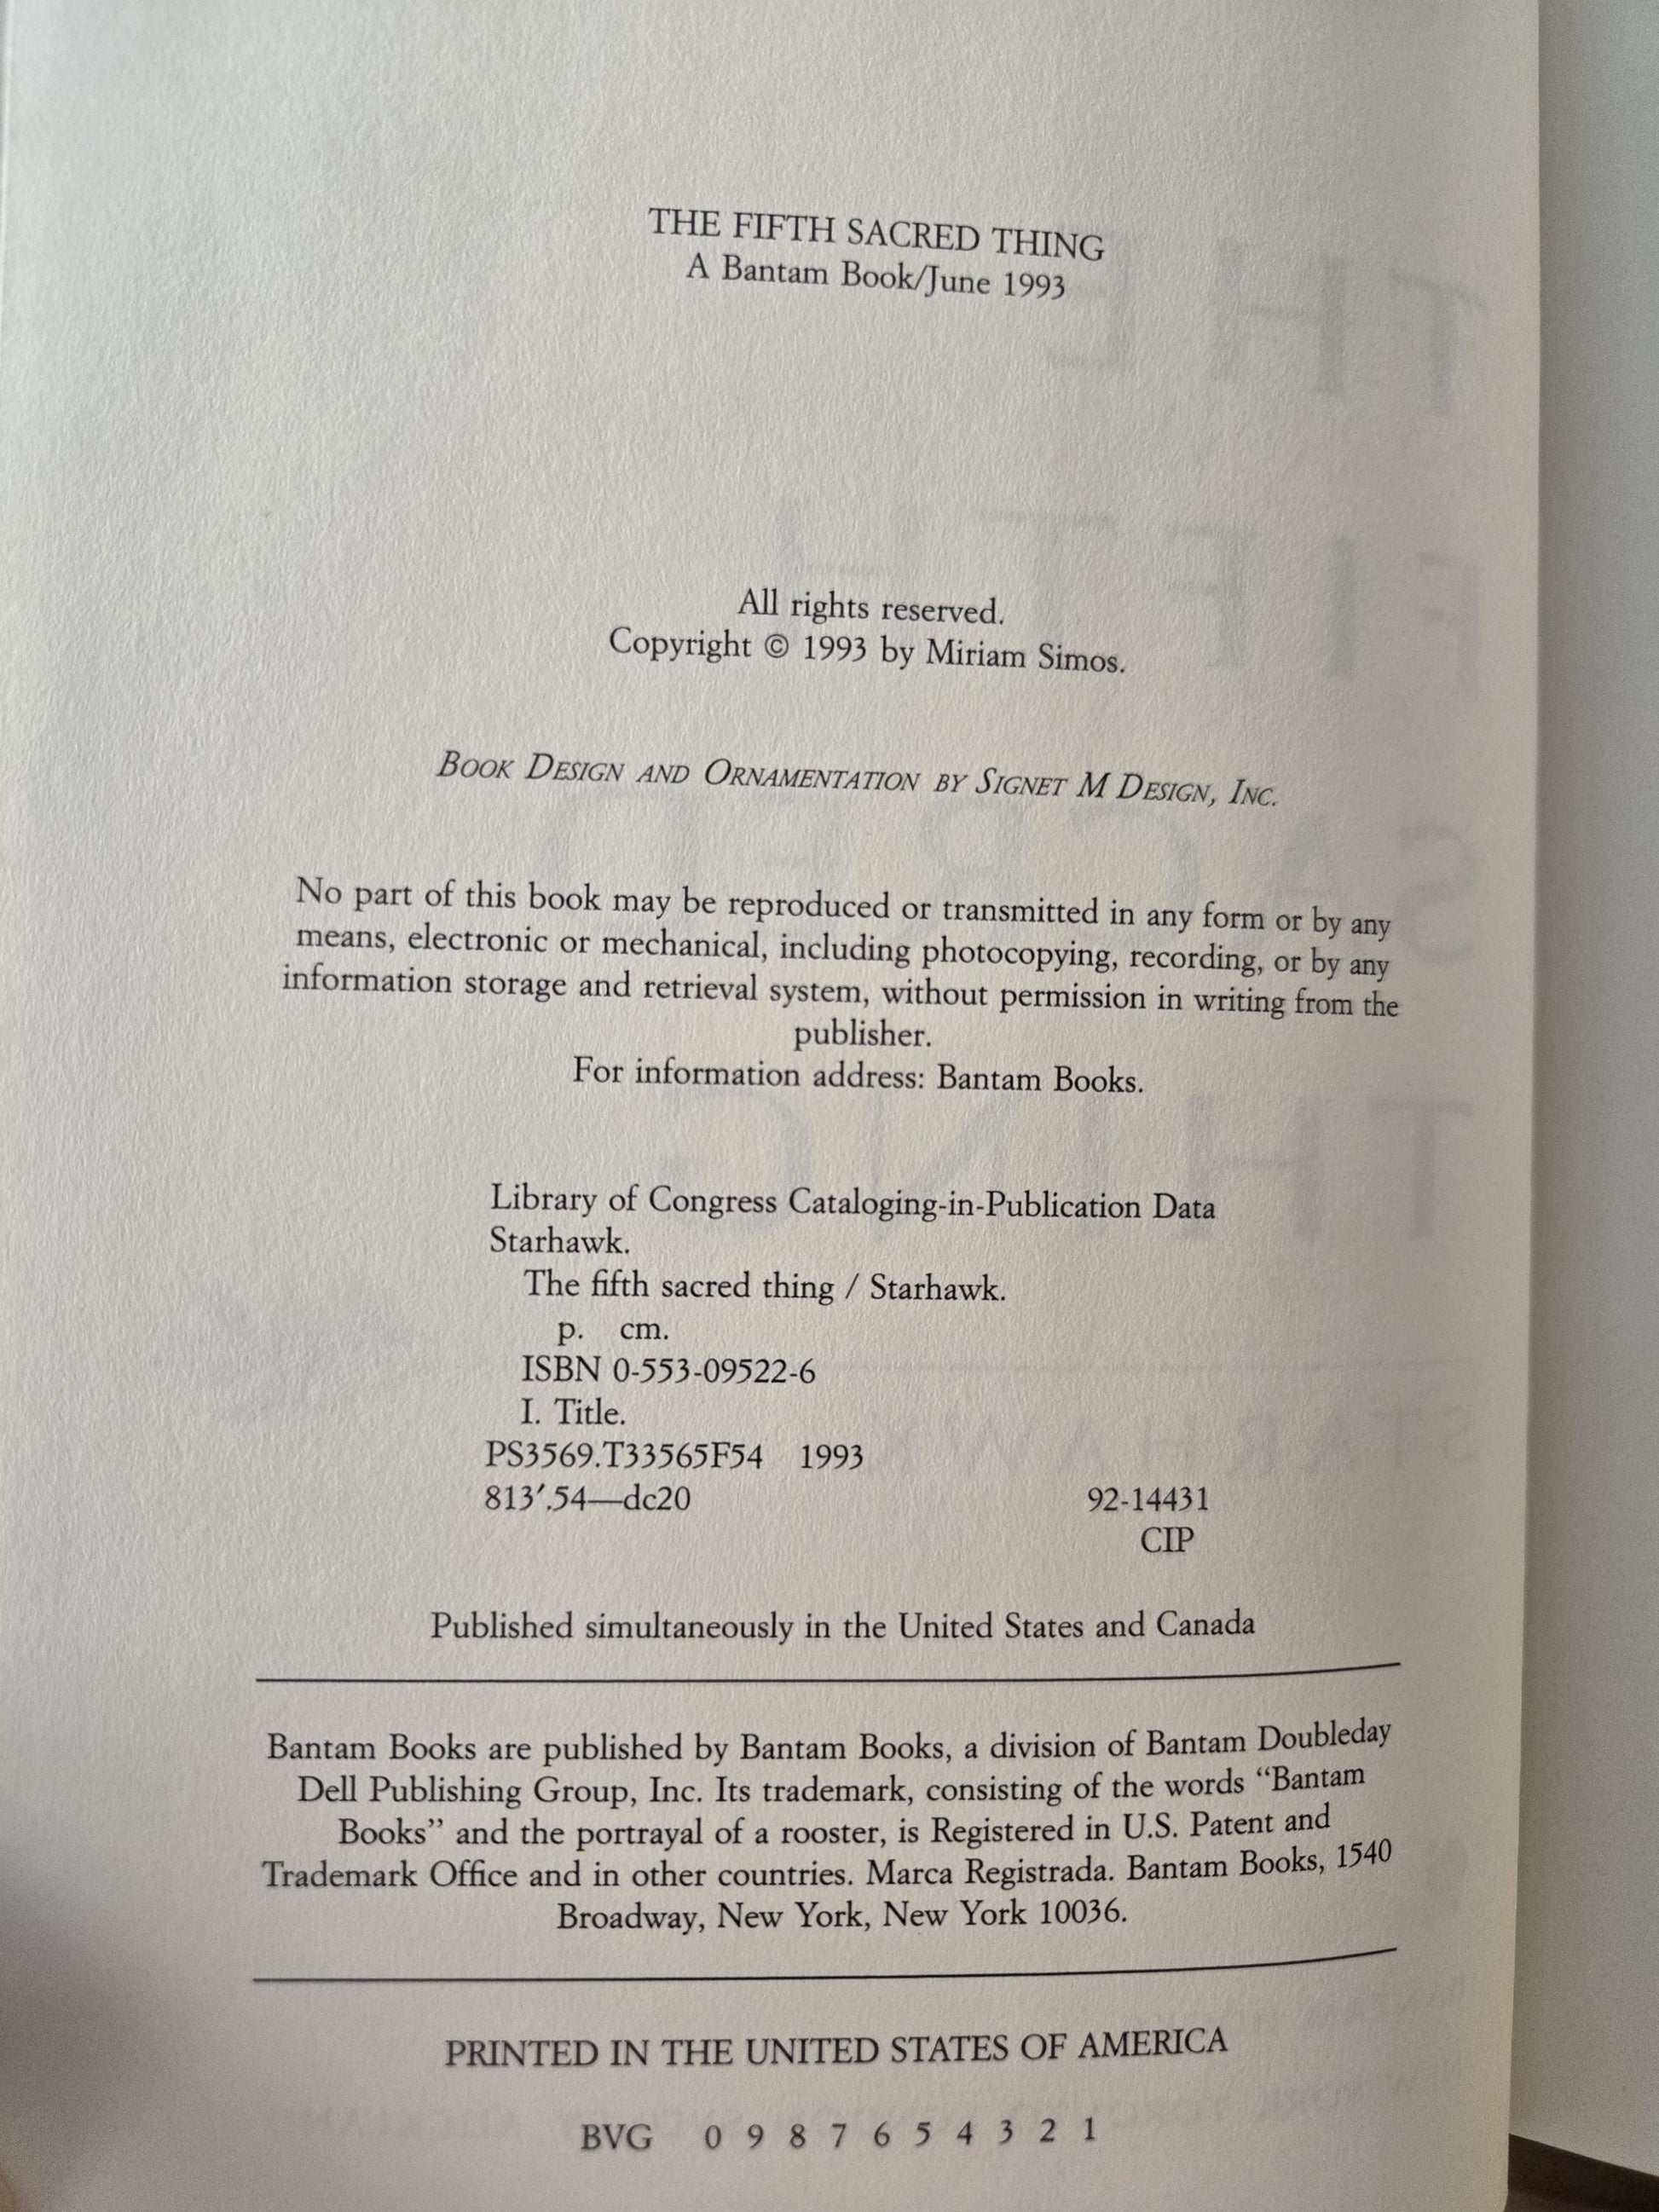 THE FIFTH SACRED THING
A Bantam Book/June 1993
All rights reserved.
Copyright © 1993 by Miriam Simos.
BOOK DESIGN AND ORNAMENTATION BY SIGNET M DESIGN, INC.
No part of this book may be reproduced or transmitted in any form or by any
means, electronic or mechanical, including photocopying, recording, or by any
information storage and retrieval system, without permission in writing from the
publisher.
For information address: Bantam Books.
Library of Congress Cataloging-in-Publication Data
Starhawk.
The fifth sacred thing / Starhawk.
p. cm.
ISBN 0-553-09522-6
I. Title.
PS3569.T33565F54 1993
813′.54—dc20 92-14431
CIP
Published simultaneously in the United States and Canada
Bantam Books are published by Bantam Books, a division of Bantam Doubleday
Dell Publishing Group, Inc. Its trademark, consisting of the words “Bantam
Books” and the portrayal of a rooster, is Registered in U.S. Patent and
Trademark Office and in other countries. Marca Registrada. Bantam Books, 1540
Broadway, New York, New York 10036.
PRINTED IN THE UNITED STATES OF AMERICA
BVG 0 9 8 7 6 5 4 3 2 1